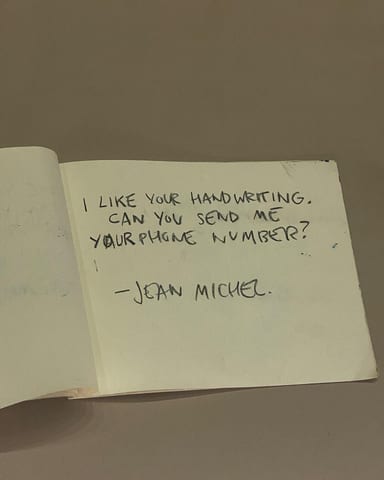 I LIKE YOUR HANDWRITING.
CAN YOU SEND ME
YOUR PHONE NUMBER?
—JEAN MICHEL.